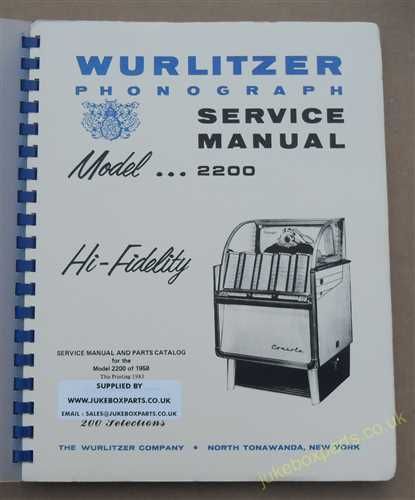 WURLITZER
PHONOGRAPH
SERVICE
MANUAL
Model ... 2200
Hi-Fidelity
Console
SERVICE MANUAL AND PARTS CATALOG
for the
Model 2200 of 1958
This Printing 1983
SUPPLIED BY
WWW.JUKEBOXPARTS.CO.UK
EMAIL : SALES@JUKEBOXPARTS.CO.UK
200 Selections
THE WURLITZER COMPANY • NORTH TONAWANDA, NEW YORK
jukeboxparts.co.uk